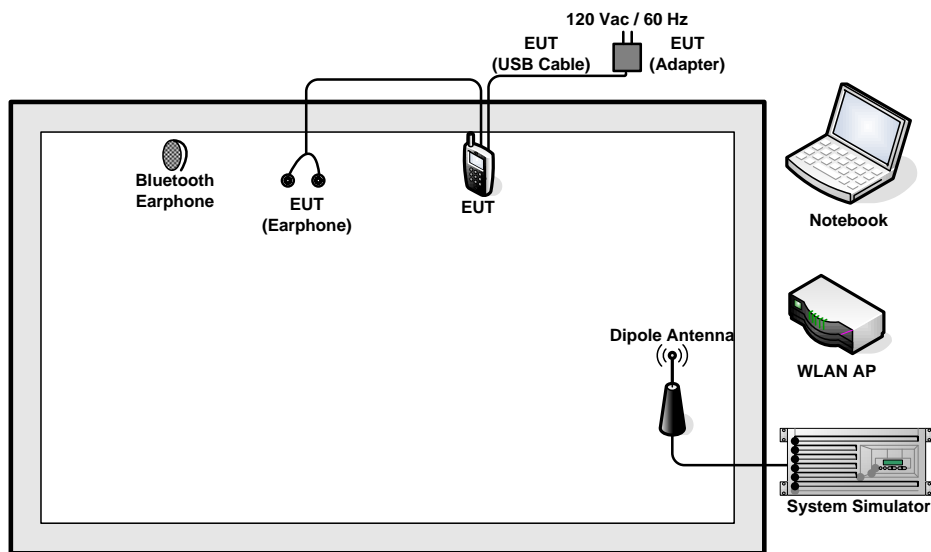 120 Vac / 60 Hz
EUT
(USB Cable)
EUT
(Adapter)
Bluetooth
Earphone
EUT
(Earphone)
EUT
Notebook
Dipole Antenna
WLAN AP
System Simulator